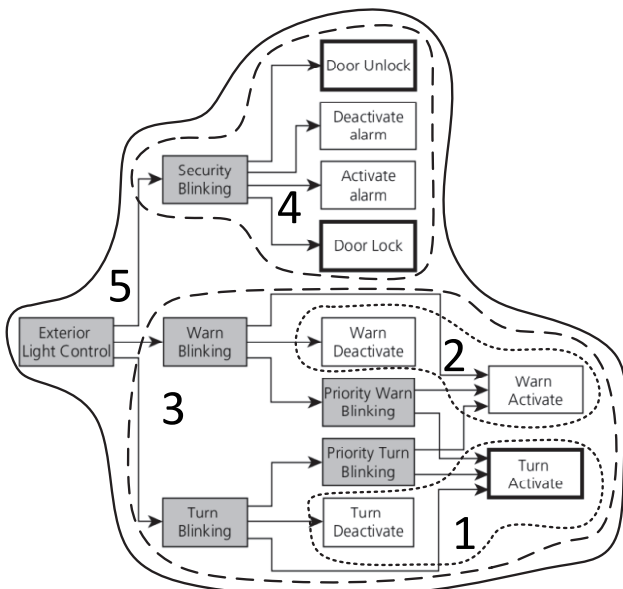 Door Unlock
Deactivate
alarm
Security
Blinking
Activate
alarm
4
Door Lock
5
Exterior
Light Control
Warn
Blinking
Warn
Deactivate
2
Warn
Activate
3
Priority Warn
Blinking
Priority Turn
Blinking
Turn
Activate
Turn
Blinking
Turn
Deactivate
1